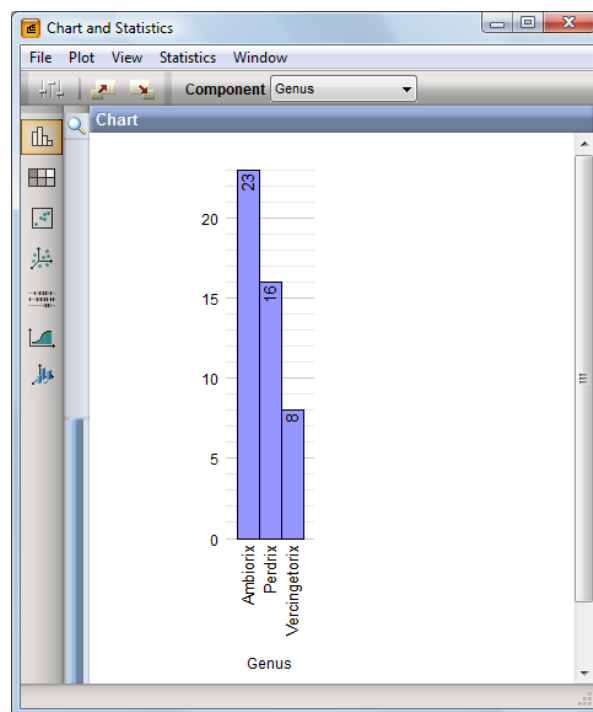 Chart and Statistics
File Plot View Statistics Window
Component Genus
Chart
23
20
16
15
10
8
5
0
Ambiorix
Perdrix
Vercingetorix
Genus